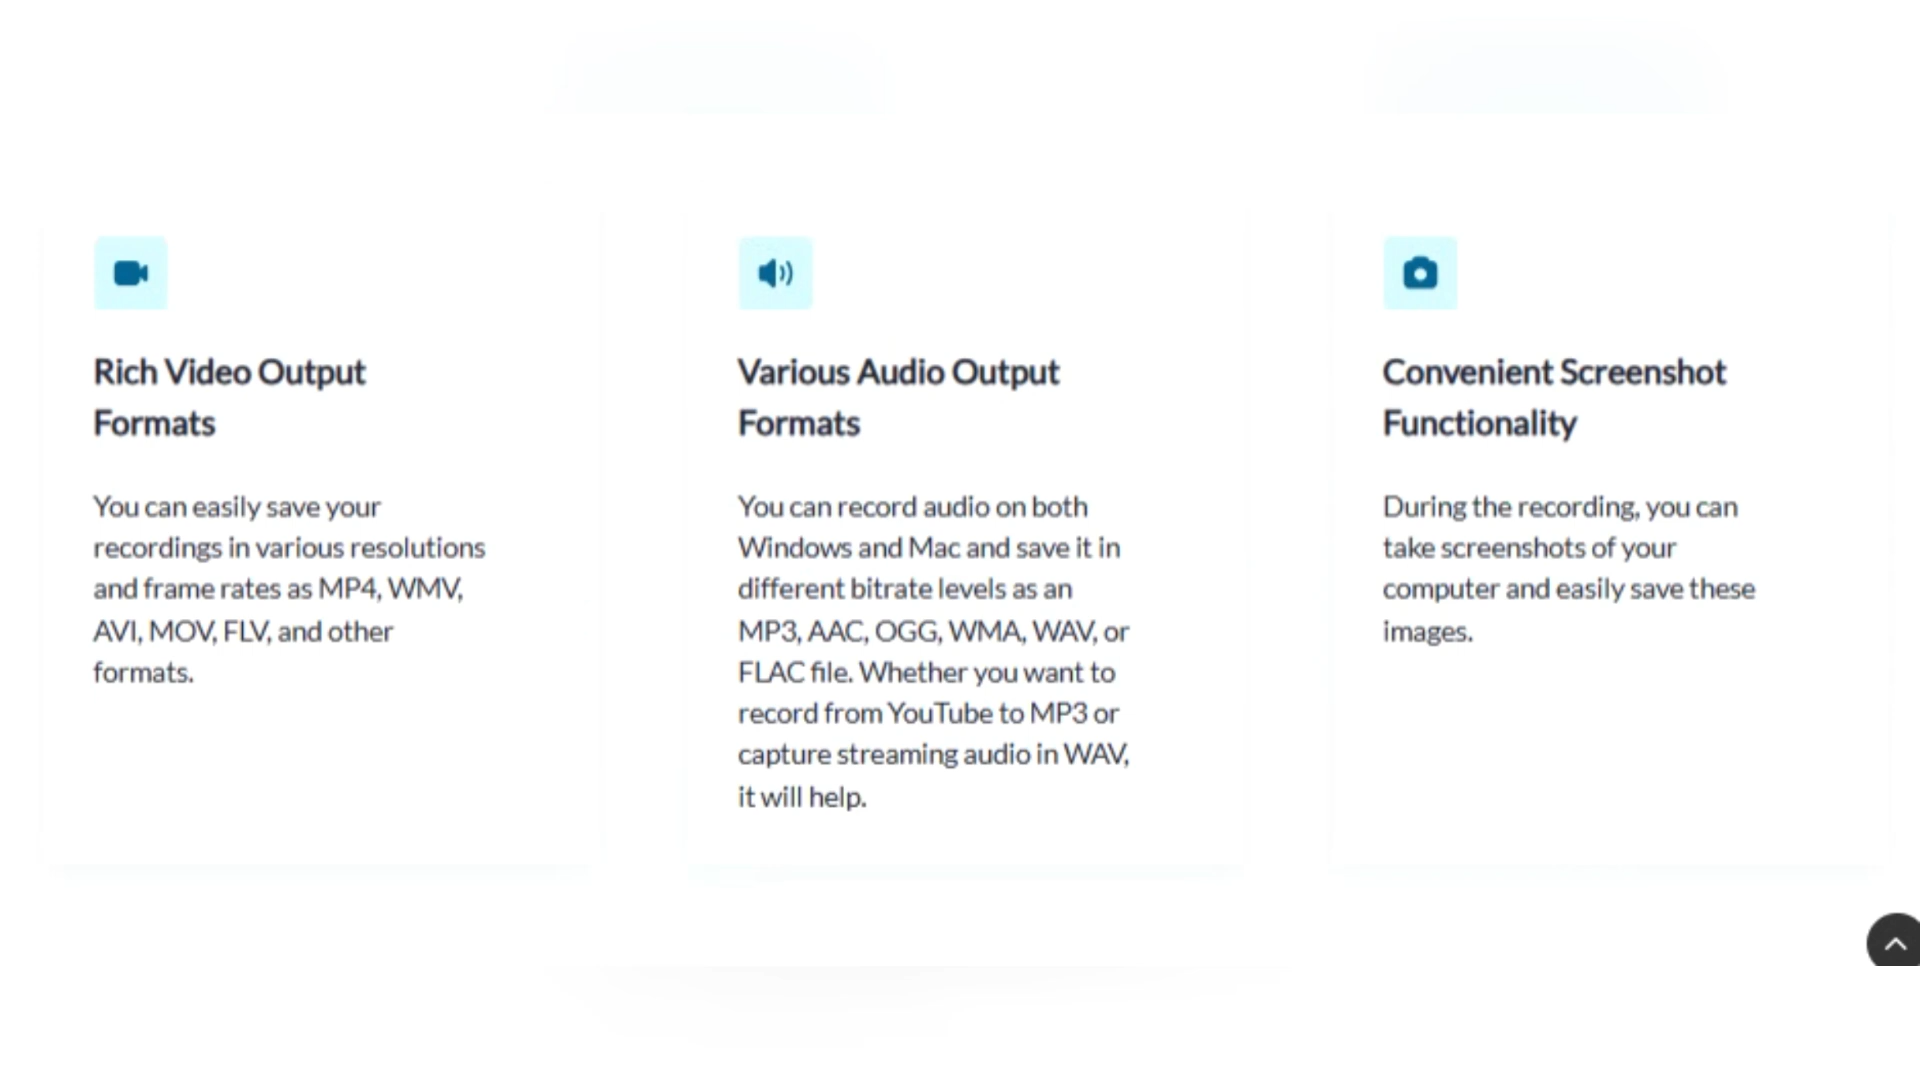 Rich Video Output
Formats
You can easily save your
recordings in various resolutions
and frame rates as MP4, WMV,
AVI, MOV, FLV, and other
formats.
Various Audio Output
Formats
You can record audio on both
Windows and Mac and save it in
different bitrate levels as an
MP3, AAC, OGG, WMA, WAV, or
FLAC file. Whether you want to
record from YouTube to MP3 or
capture streaming audio in WAV,
it will help.
Convenient Screenshot
Functionality
During the recording, you can
take screenshots of your
computer and easily save these
images.